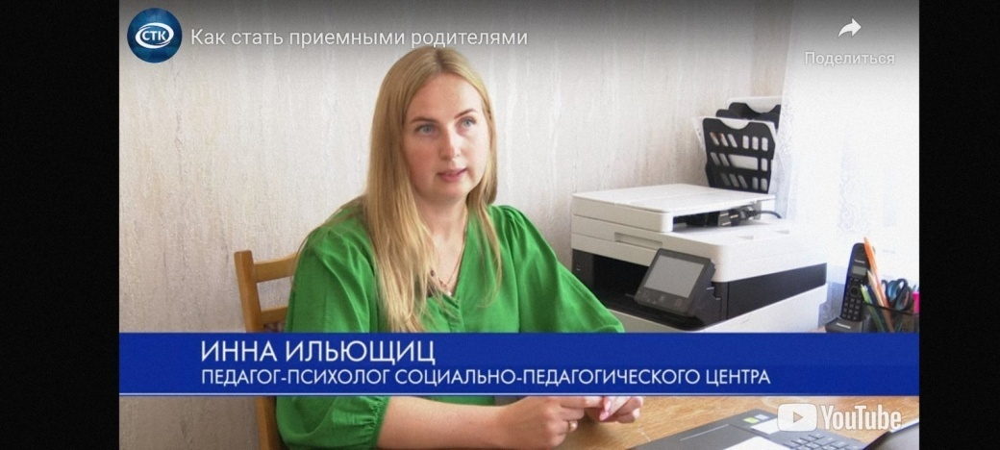 СТК
Как стать приемными родителями
Поделиться
ИННА ИЛЬЮЩИЦ
ПЕДАГОГ-ПСИХОЛОГ СОЦИАЛЬНО-ПЕДАГОГИЧЕСКОГО ЦЕНТРА
YouTube